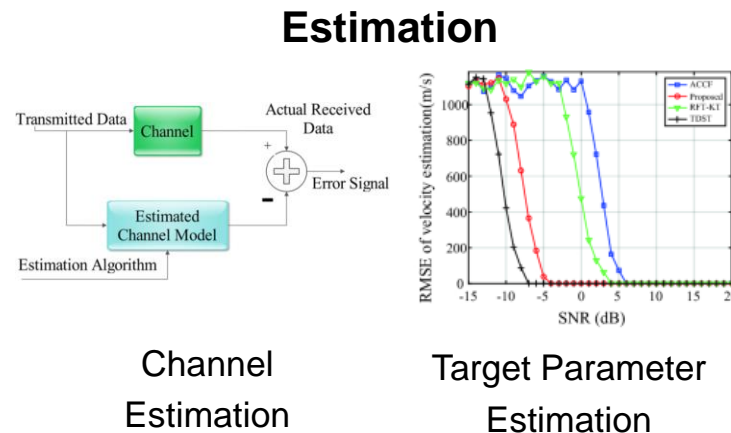 Estimation
Transmitted Data
Channel
Actual Received
Data
+
-
Error Signal
Estimated
Channel Model
Estimation Algorithm
RMSE of velocity estimation(m/s)
1000
800
600
400
200
0
-15 -10 -5 0 5 10 15 20
SNR (dB)
ACCF
Proposed
RFT-KT
TDST
Channel
Estimation
Target Parameter
Estimation